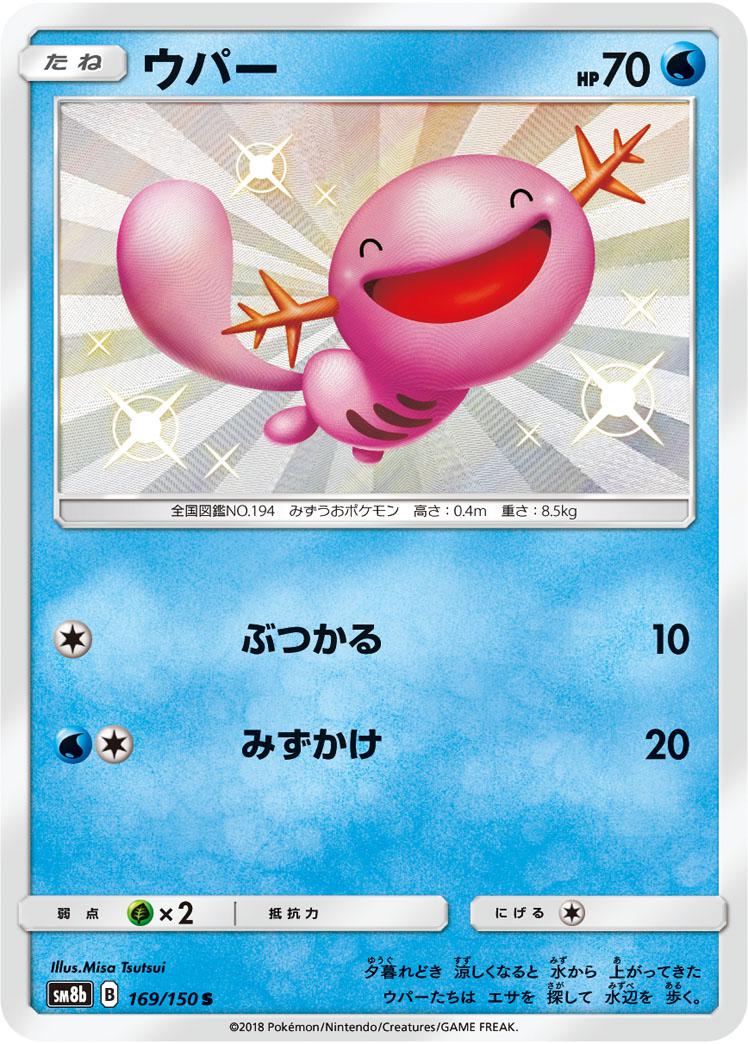 たね ウパー HP70
全国図鑑NO.194 みずうおポケモン 高さ:0.4m 重さ:8.5kg
ぶつかる 10
みずかけ 20
弱点 ×2 抵抗力 にげる
Illus.Misa Tsutsui
夕暮れどき 涼しくなると 水から 上がってきた
ウパーたちは エサを 探して 水辺を 歩く。
SM8b B 169/150 S
©2018 Pokémon/Nintendo/Creatures/GAME FREAK.